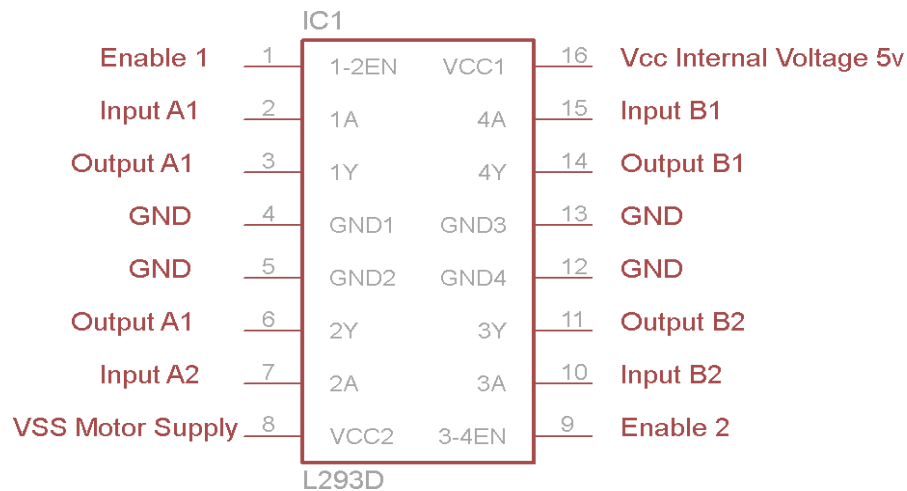 IC1
Enable 1 1 1-2EN VCC1 16 Vcc Internal Voltage 5v
Input A1 2 1A 4A 15 Input B1
Output A1 3 1Y 4Y 14 Output B1
GND 4 GND1 GND3 13 GND
GND 5 GND2 GND4 12 GND
Output A1 6 2Y 3Y 11 Output B2
Input A2 7 2A 3A 10 Input B2
VSS Motor Supply 8 VCC2 3-4EN 9 Enable 2
L293D